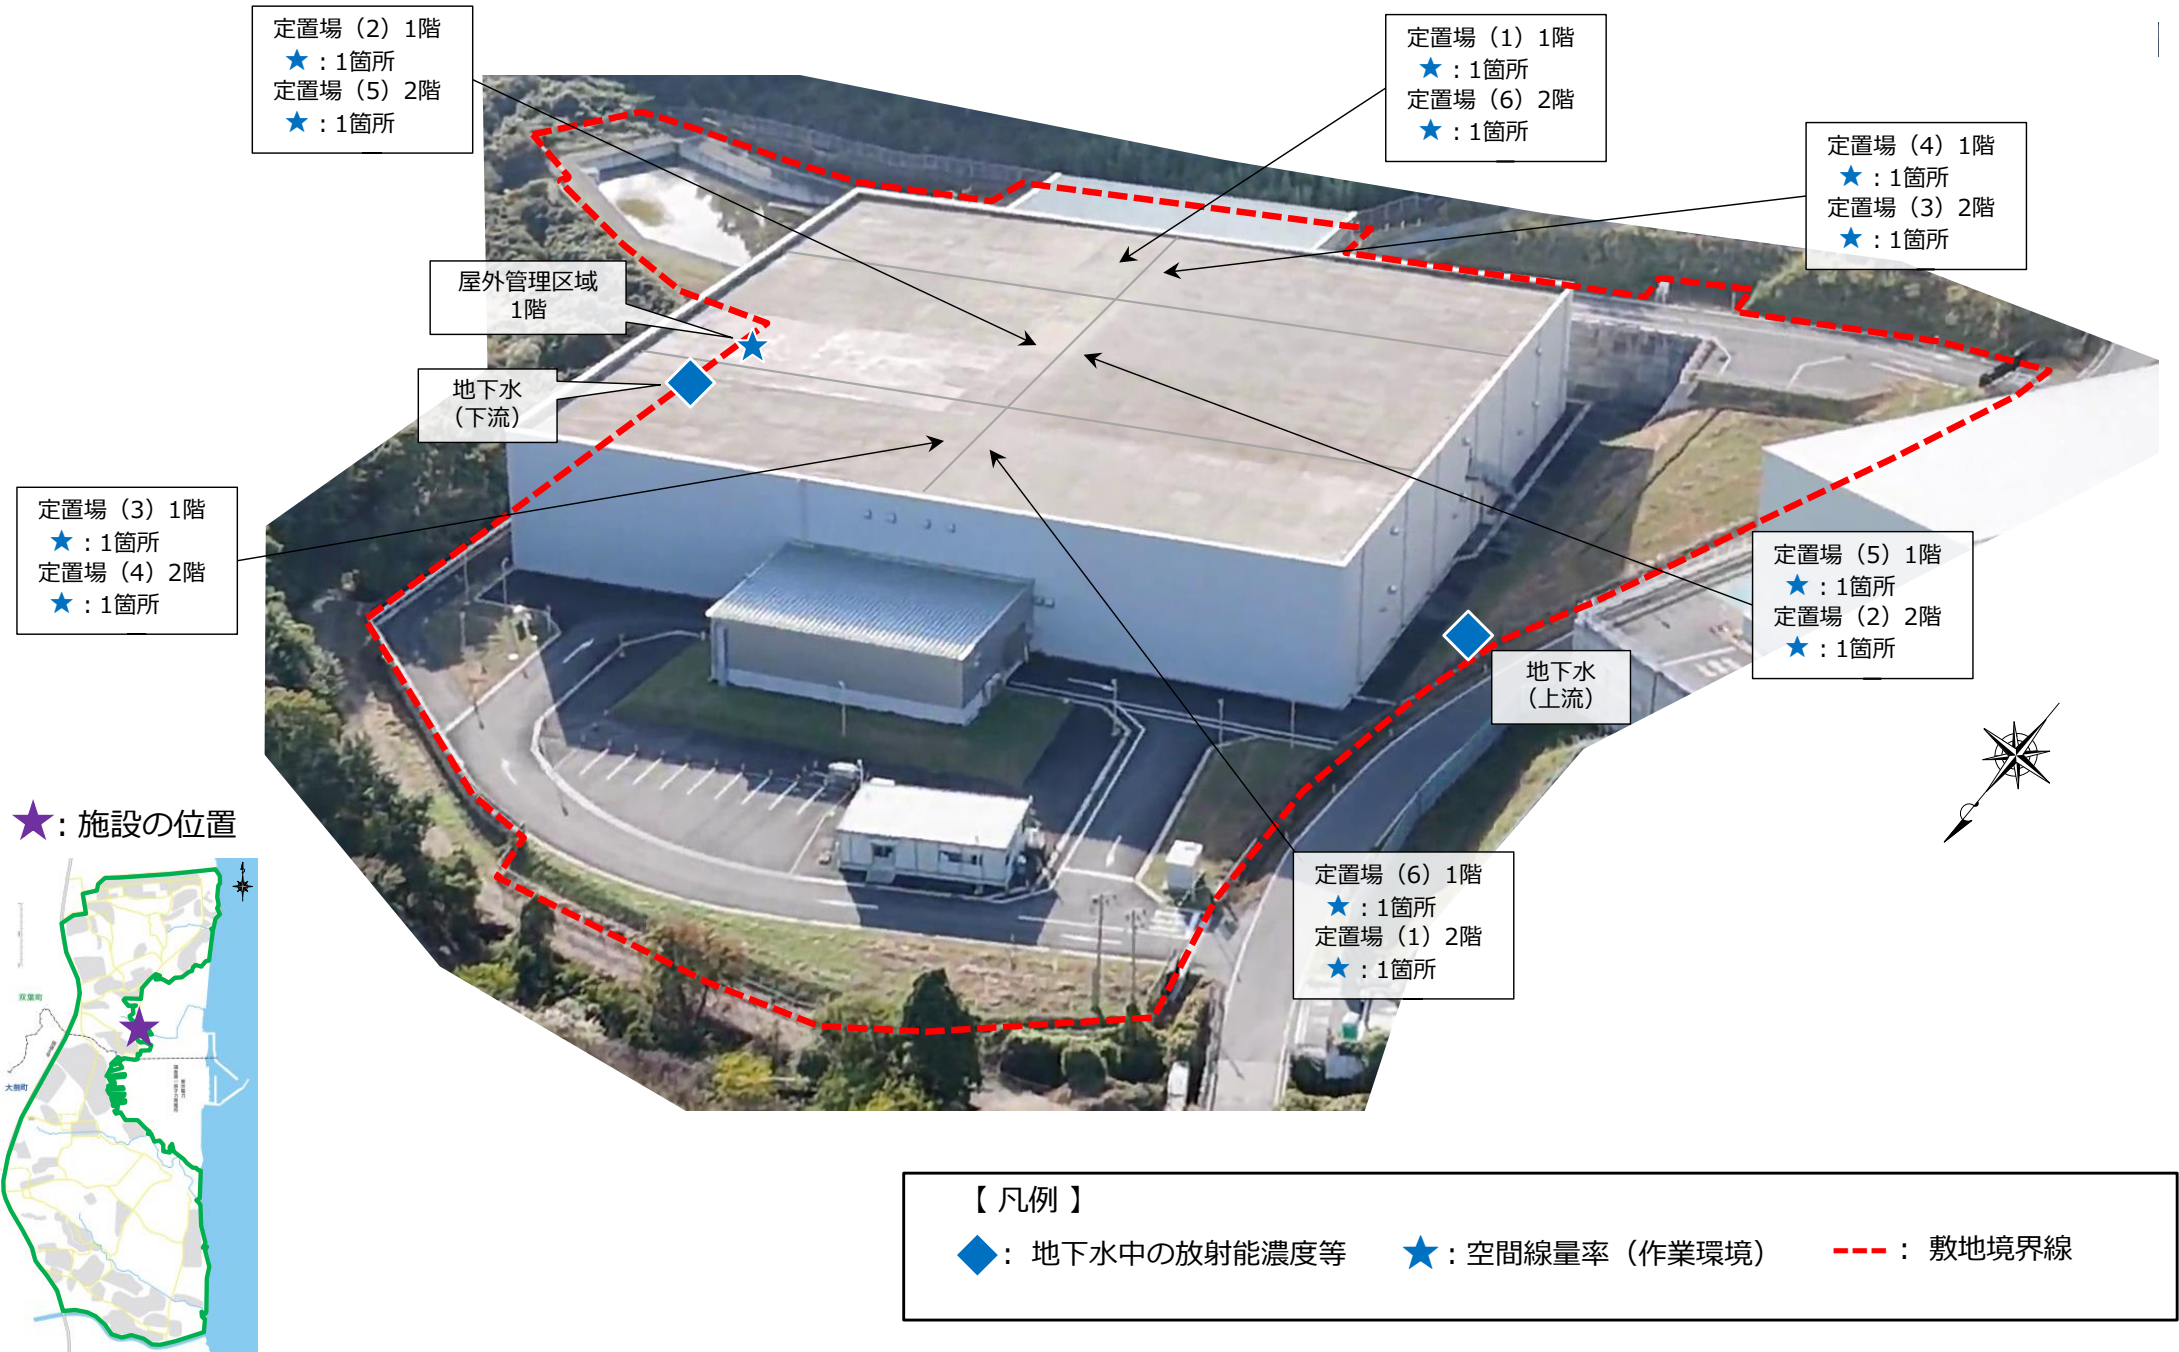 定置場（2）1階
★：1箇所
定置場（5）2階
★：1箇所
定置場（1）1階
★：1箇所
定置場（6）2階
★：1箇所
定置場（4）1階
★：1箇所
定置場（3）2階
★：1箇所
屋外管理区域
1階
地下水
（下流）
定置場（3）1階
★：1箇所
定置場（4）2階
★：1箇所
定置場（5）1階
★：1箇所
定置場（2）2階
★：1箇所
地下水
（上流）
定置場（6）1階
★：1箇所
定置場（1）2階
★：1箇所
★：施設の位置
双葉町
大熊町
【 凡例 】
◆： 地下水中の放射能濃度等
★：空間線量率（作業環境）
： 敷地境界線